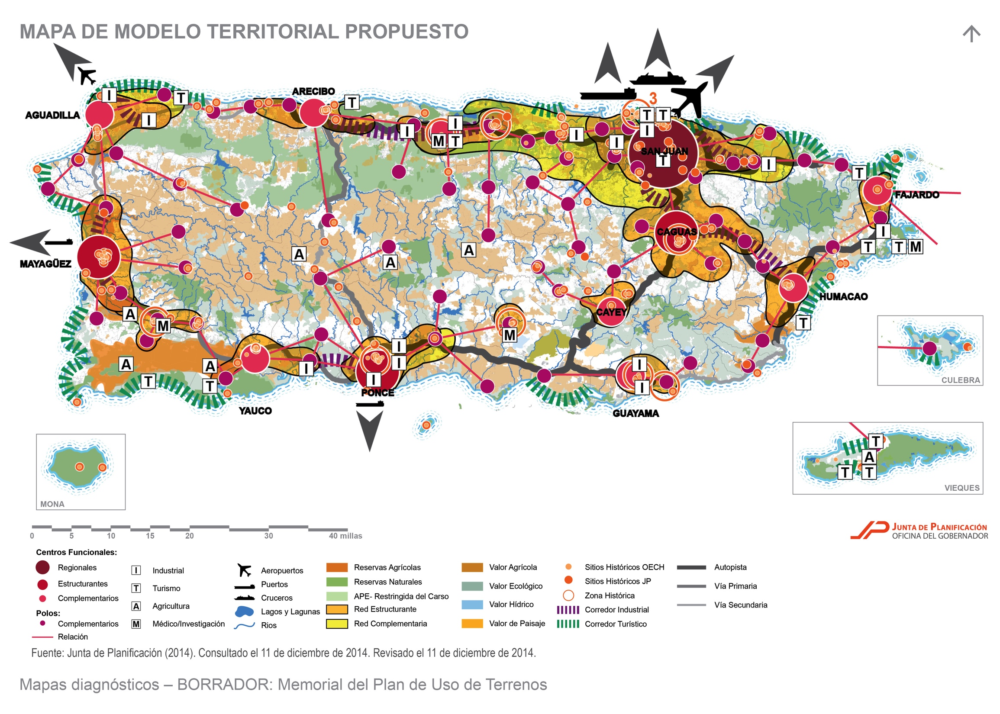 MAPA DE MODELO TERRITORIAL PROPUESTO
3
ARECIBO
I
T
T
AGUADILLA
I
T T
I
I
M T
I
I
I
I
SAN JUAN
T
I
T
FAJARDO
CAGUAS
I
T
T M
MAYAGÜEZ
A
A
A
HUMACAO
A
M
CAYEY
T
M
I
I
I
A
A
I
T
T
I
I
PONCE
YAUCO
GUAYAMA
CULEBRA
T
A
T T
VIEQUES
MONA
0 5 10 15 20 30 40 millas
JP
JUNTA DE PLANIFICACIÓN
OFICINA DEL GOBERNADOR
Centros Funcionales:
Regionales
Estructurantes
Complementarios
Polos:
Complementarios
Relación
I Industrial
T Turismo
A Agricultura
M Médico/Investigación
Aeropuertos
Puertos
Cruceros
Lagos y Lagunas
Rios
Reservas Agrícolas
Reservas Naturales
APE- Restringida del Carso
Red Estructurante
Red Complementaria
Valor Agrícola
Valor Ecológico
Valor Hídrico
Valor de Paisaje
Sitios Históricos OECH
Sitios Históricos JP
Zona Histórica
Corredor Industrial
Corredor Turístico
Autopista
Vía Primaria
Vía Secundaria
Fuente: Junta de Planificación (2014). Consultado el 11 de diciembre de 2014. Revisado el 11 de diciembre de 2014.
Mapas diagnósticos – BORRADOR: Memorial del Plan de Uso de Terrenos